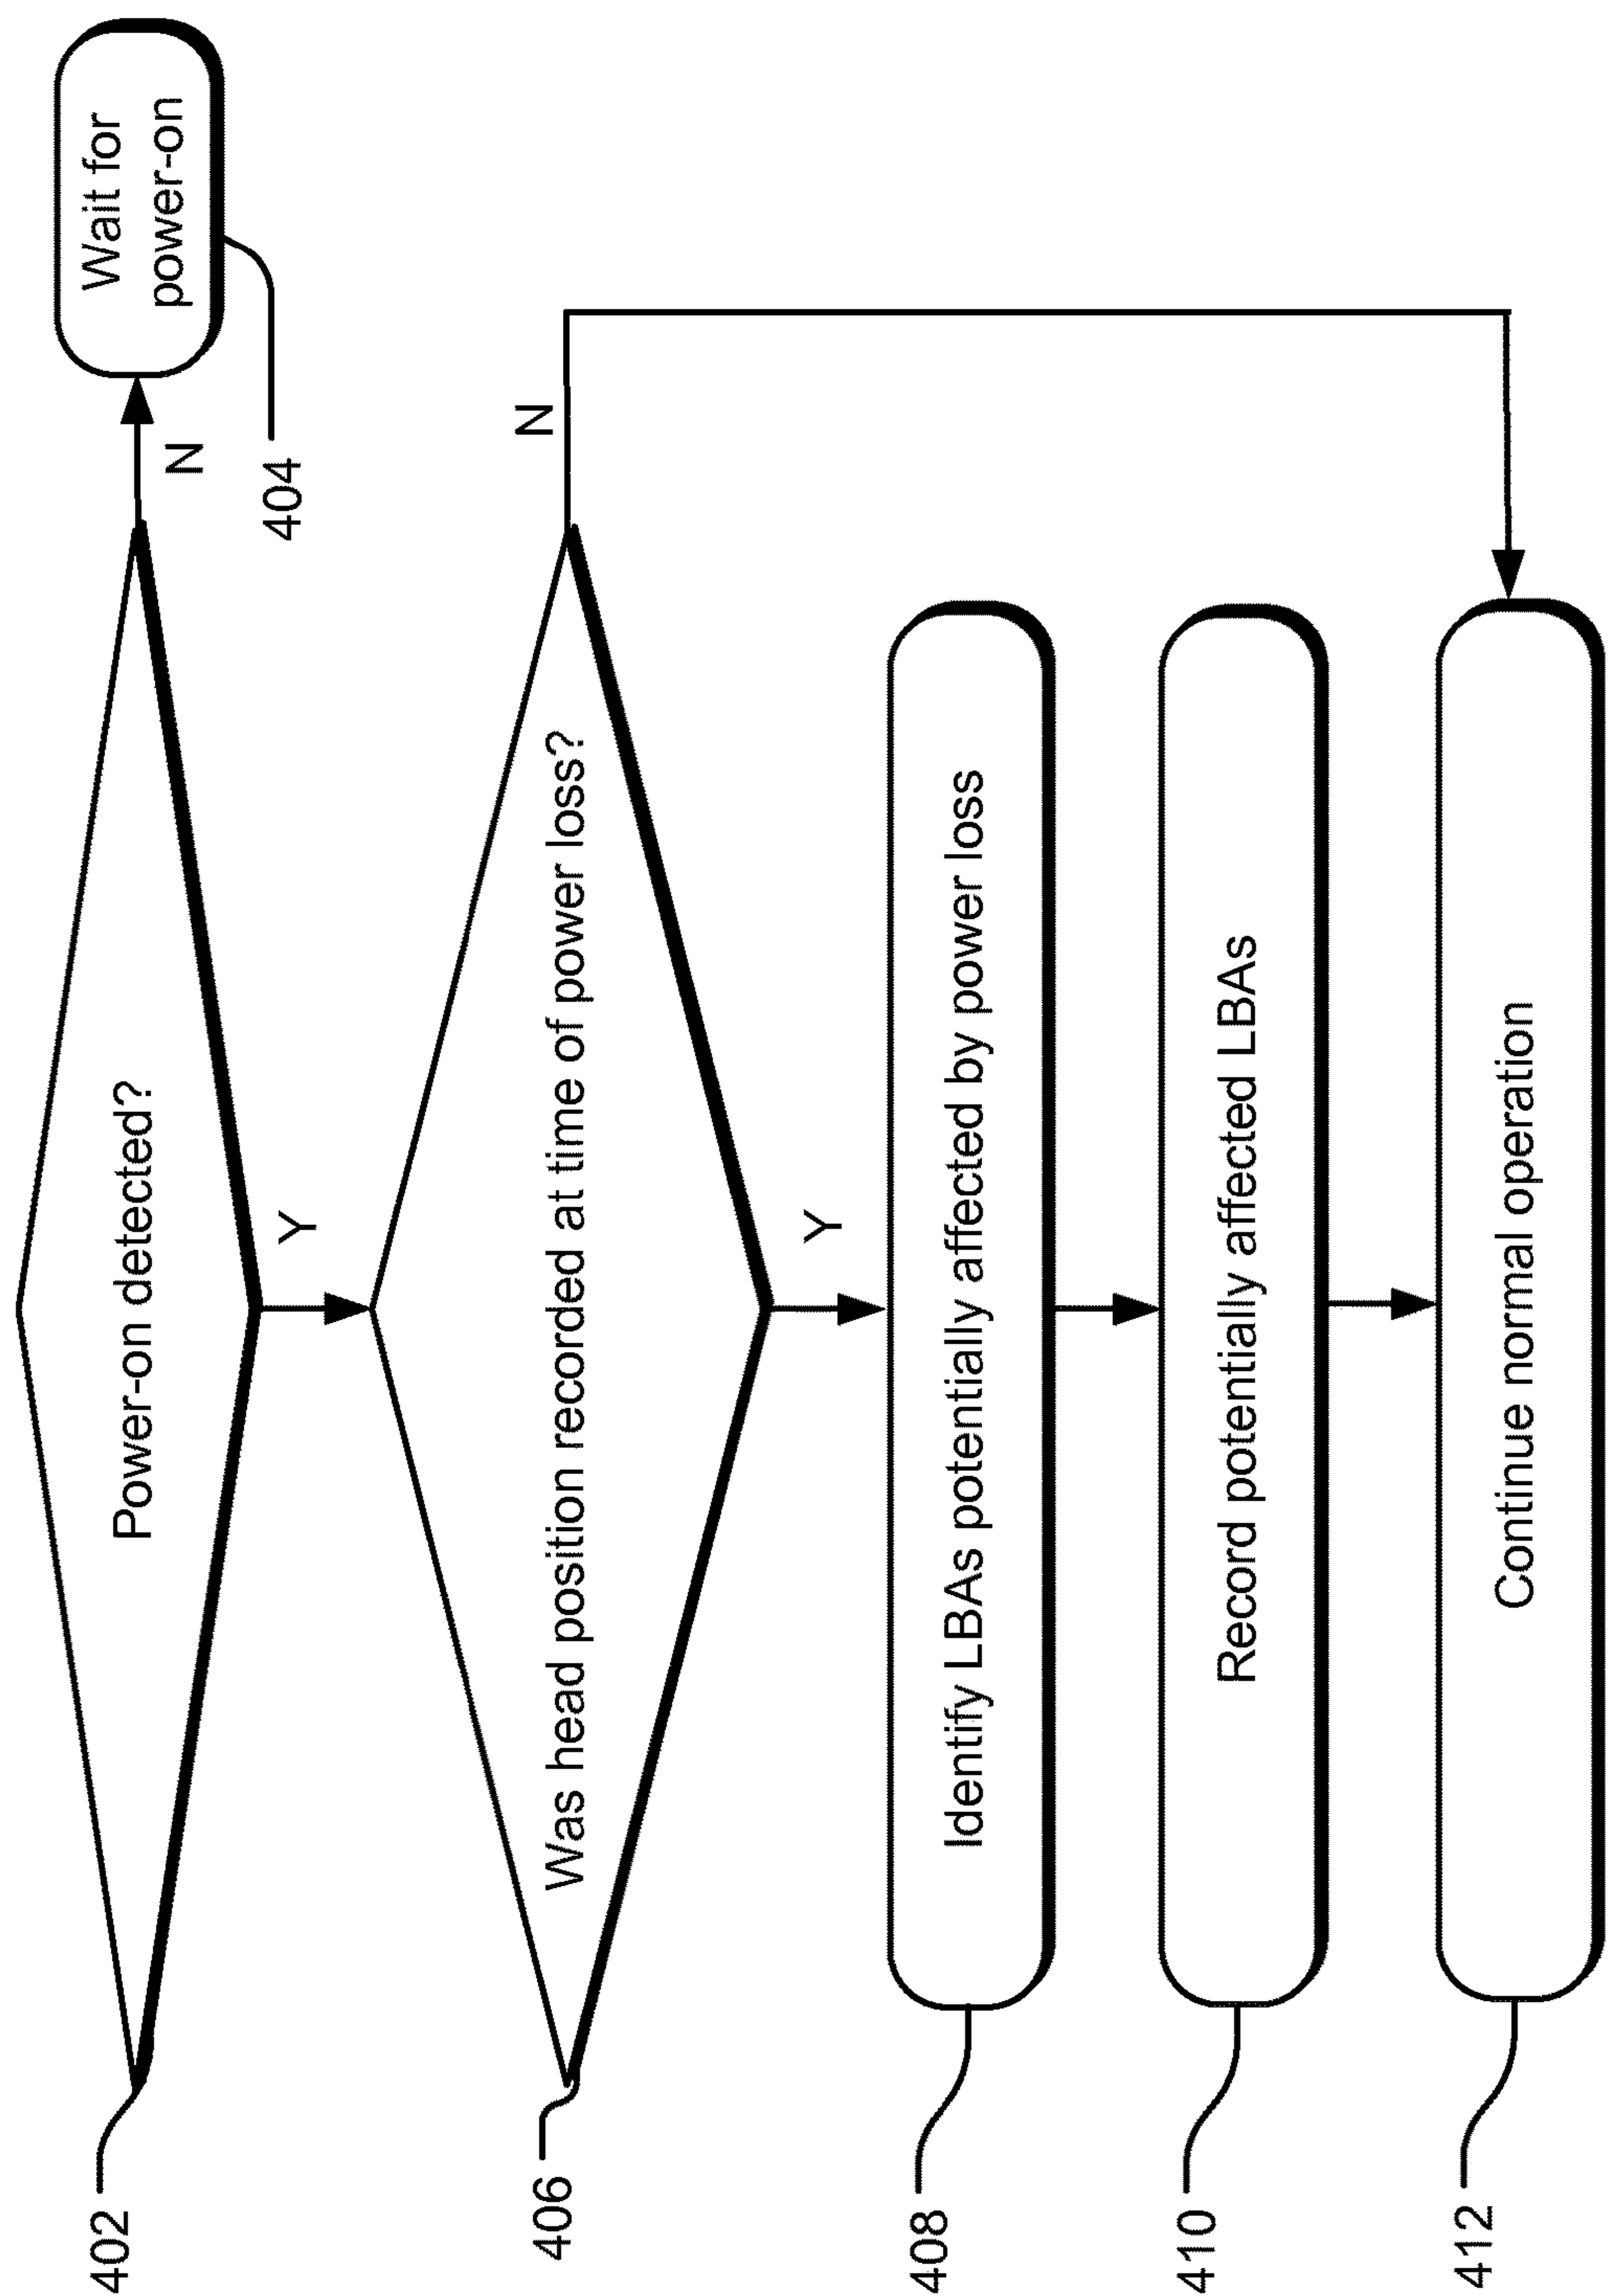 402
Power-on detected?
N
Wait for
power-on
404
Y
406
Was head position recorded at time of power loss?
N
Y
408
Identify LBAs potentially affected by power loss
410
Record potentially affected LBAs
412
Continue normal operation